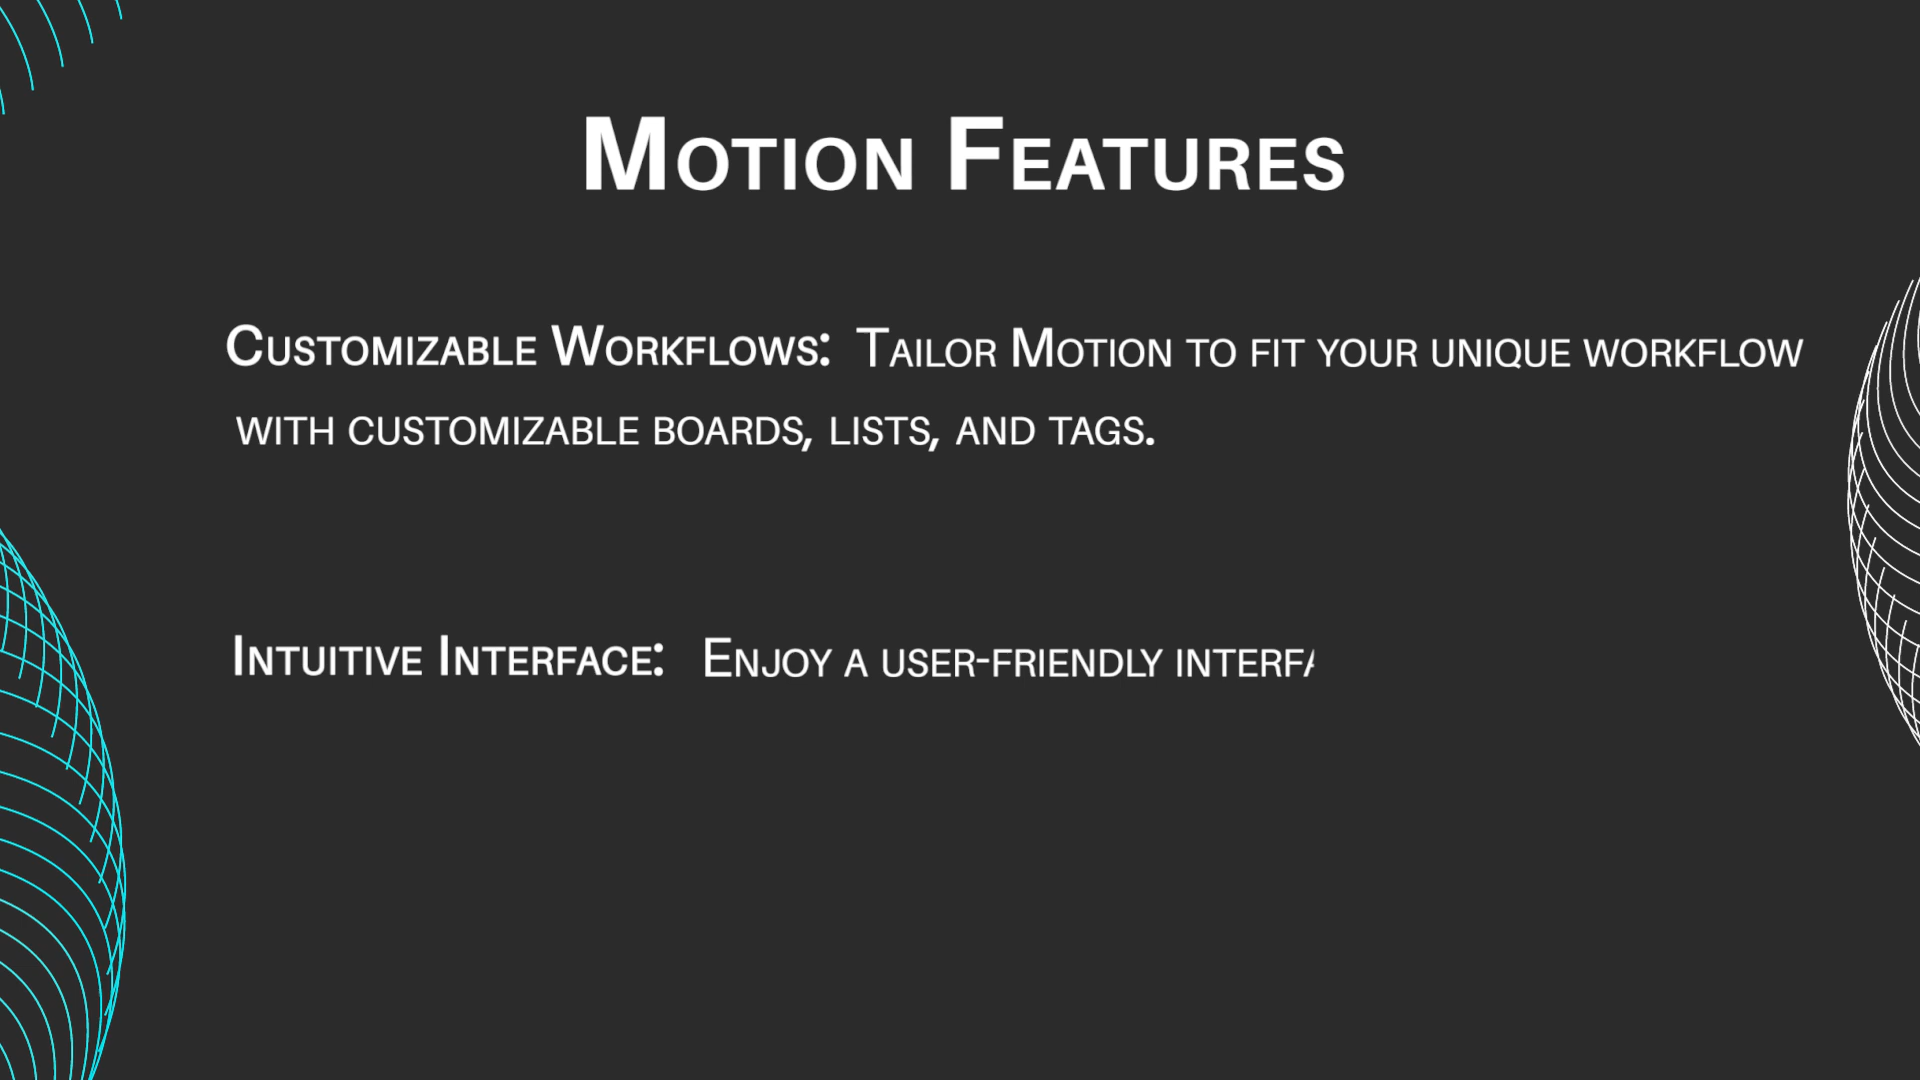 Motion Features
Customizable Workflows: Tailor Motion to fit your unique workflow
with customizable boards, lists, and tags.
Intuitive Interface: Enjoy a user-friendly